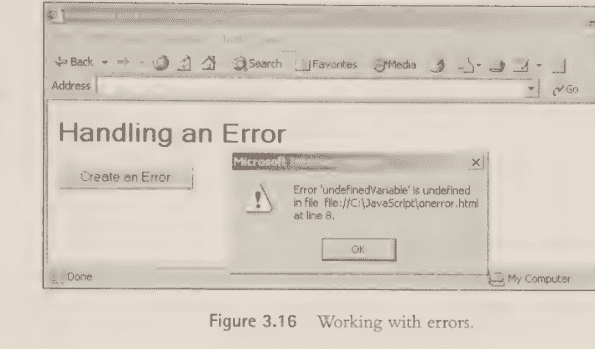 Back
Search
Favorites
Media
Address
Go
Handling an Error
Create an Error
Microsoft
Error 'undefinedVariable' is undefined
in file file://C:\JavaScript\onerror.html
at line 8.
OK
Done
My Computer
Figure 3.16 Working with errors.